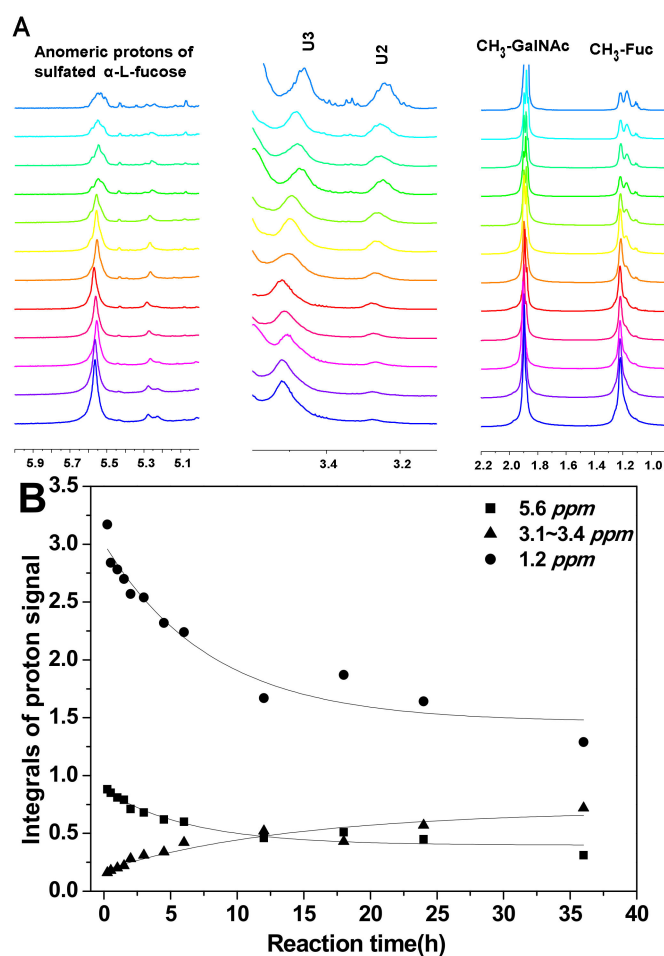 A
Anomeric protons of
sulfated α-L-fucose
U3
U2
CH3-GalNAc
CH3-Fuc
5.9 5.7 5.5 5.3 5.1
3.4 3.2
2.2 2.0 1.8 1.6 1.4 1.2 1.0
B
Integrals of proton signal
3.5
3.0
2.5
2.0
1.5
1.0
0.5
0.0
5.6 ppm
3.1~3.4 ppm
1.2 ppm
0 5 10 15 20 25 30 35 40
Reaction time(h)